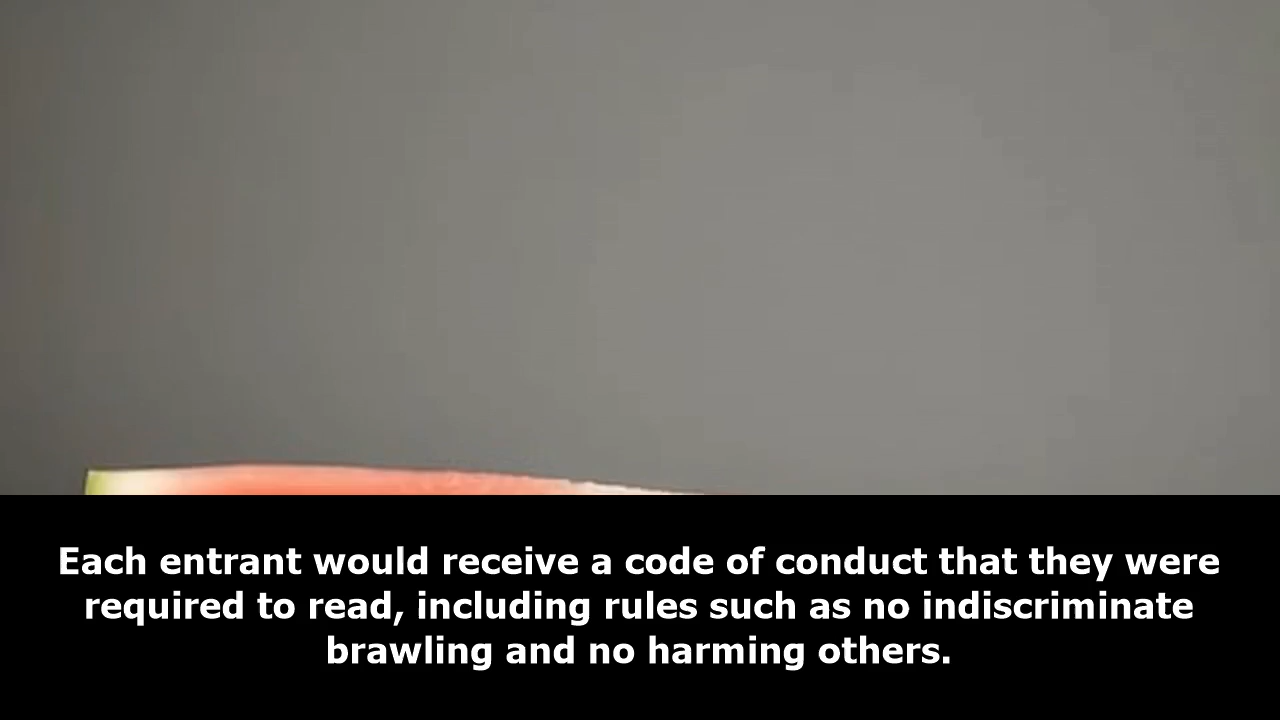 Each entrant would receive a code of conduct that they were
required to read, including rules such as no indiscriminate
brawling and no harming others.